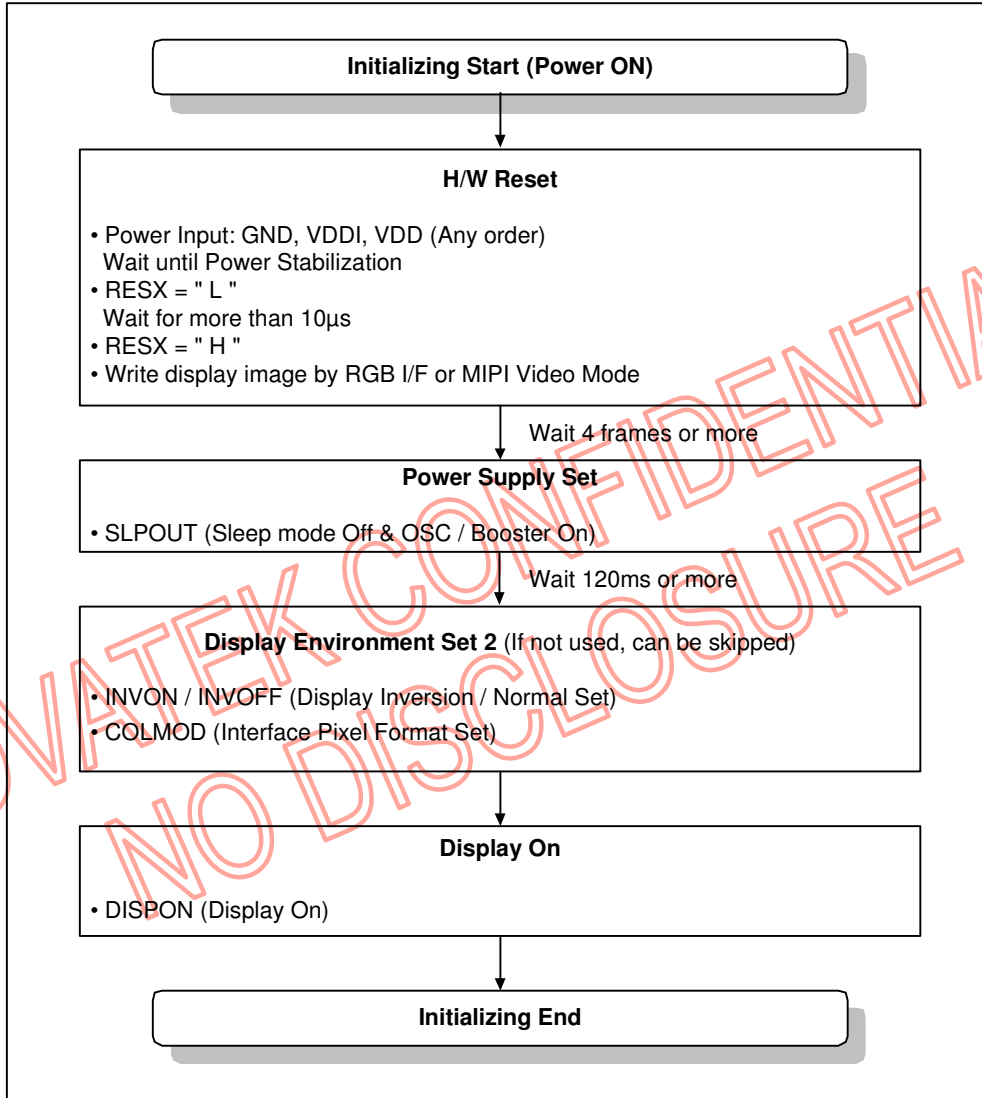 Initializing Start (Power ON)
H/W Reset
• Power Input: GND, VDDI, VDD (Any order)
Wait until Power Stabilization
• RESX = " L "
Wait for more than 10µs
• RESX = " H "
• Write display image by RGB I/F or MIPI Video Mode
Wait 4 frames or more
Power Supply Set
• SLPOUT (Sleep mode Off & OSC / Booster On)
Wait 120ms or more
Display Environment Set 2 (If not used, can be skipped)
• INVON / INVOFF (Display Inversion / Normal Set)
• COLMOD (Interface Pixel Format Set)
Display On
• DISPON (Display On)
Initializing End
OVATEK CONFIDENTIA
NO DISCLOSURE